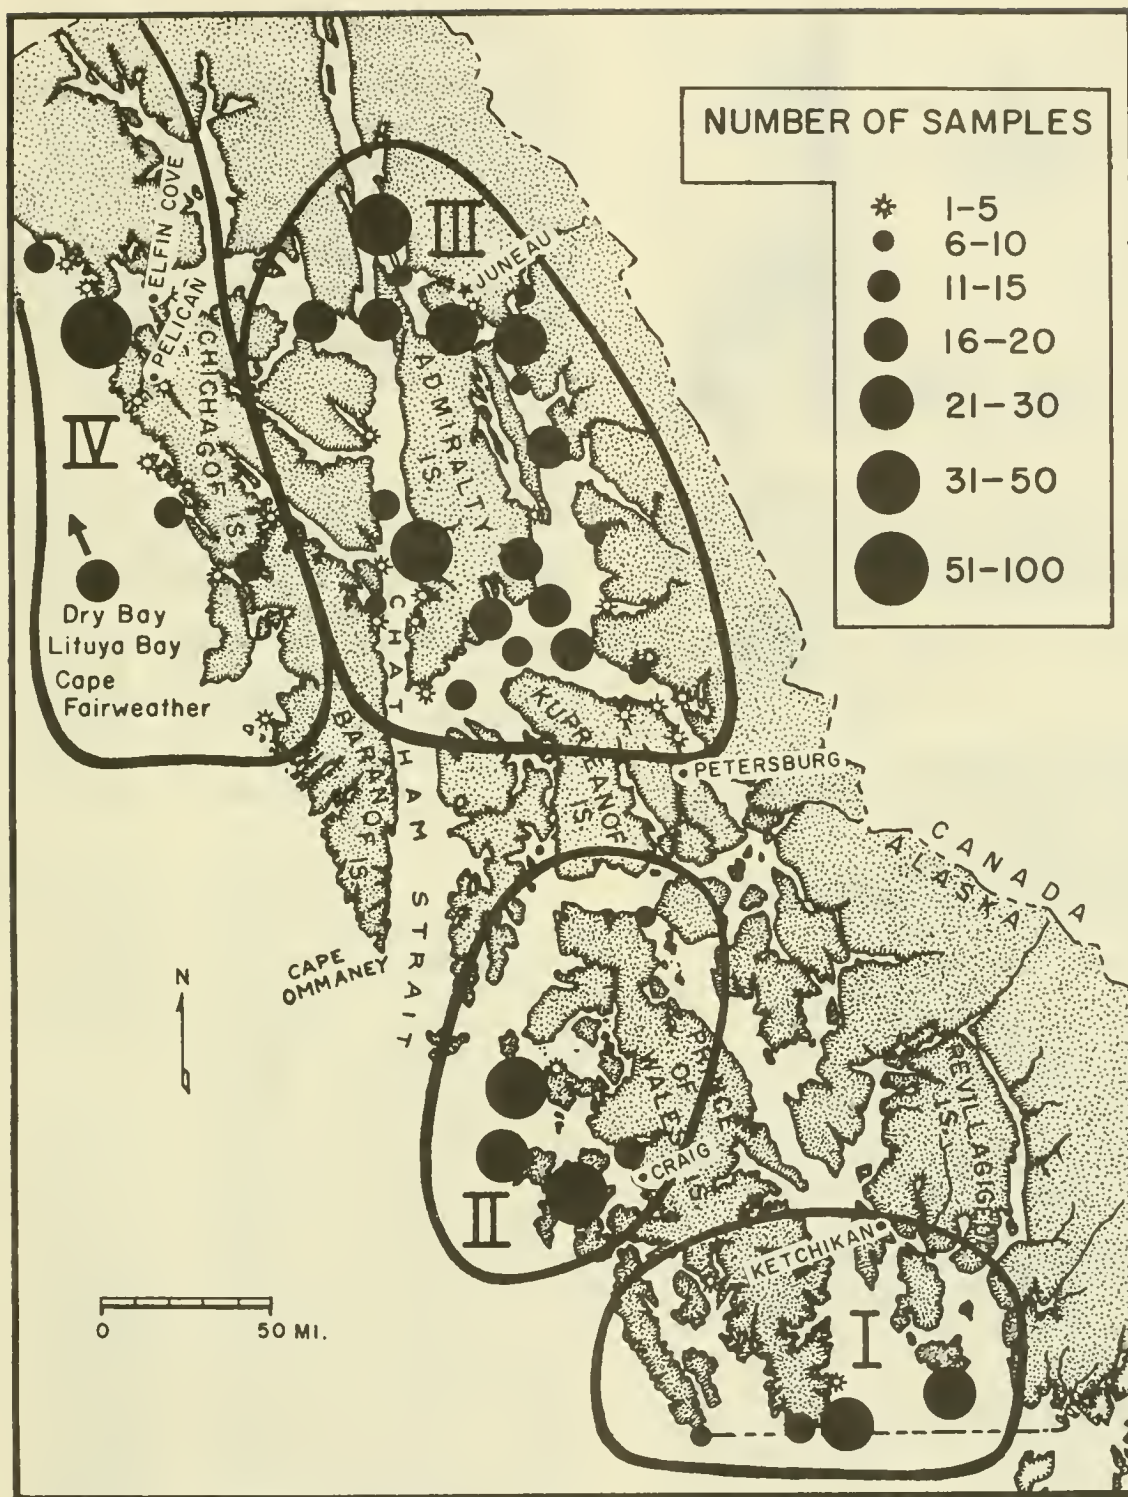 NUMBER OF SAMPLES
1-5
6-10
11-15
16-20
21-30
31-50
51-100
III
JUNEAU
ELFIN COVE
PELICAN
CHICHAGOF IS.
ADMIRALTY IS.
IV
Dry Bay
Lituya Bay
Cape
Fairweather
CHATHAM STRAIT
BARANOF IS.
KUPREANOF IS.
PETERSBURG
CANADA
ALASKA
CAPE
OMMANEY
N
PRINCE
OF
WALES
IS.
CRAIG
II
REVILLAGIGEDO
IS.
KETCHIKAN
I
0 50 MI.